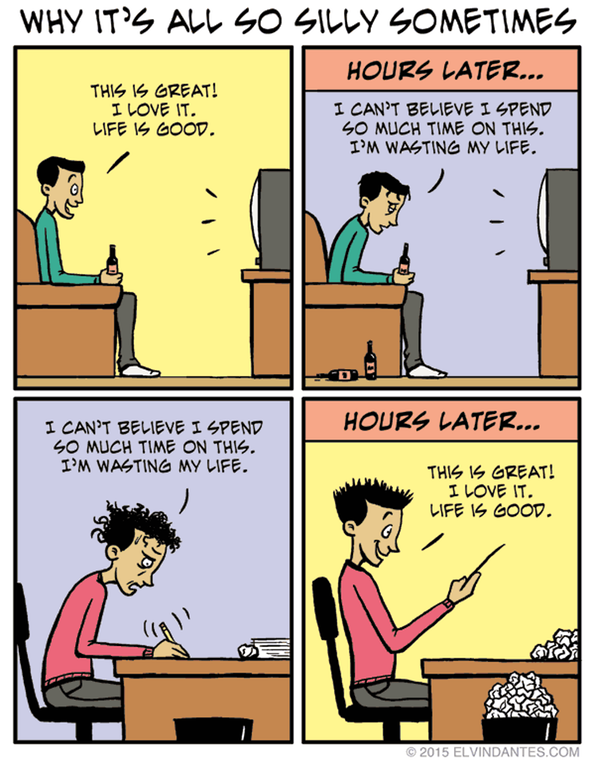 WHY IT'S ALL SO SILLY SOMETIMES
THIS IS GREAT!
I LOVE IT.
LIFE IS GOOD.
HOURS LATER...
I CAN'T BELIEVE I SPEND
SO MUCH TIME ON THIS.
I'M WASTING MY LIFE.
I CAN'T BELIEVE I SPEND
SO MUCH TIME ON THIS.
I'M WASTING MY LIFE.
HOURS LATER...
THIS IS GREAT!
I LOVE IT.
LIFE IS GOOD.
© 2015 ELVINDANTES.COM